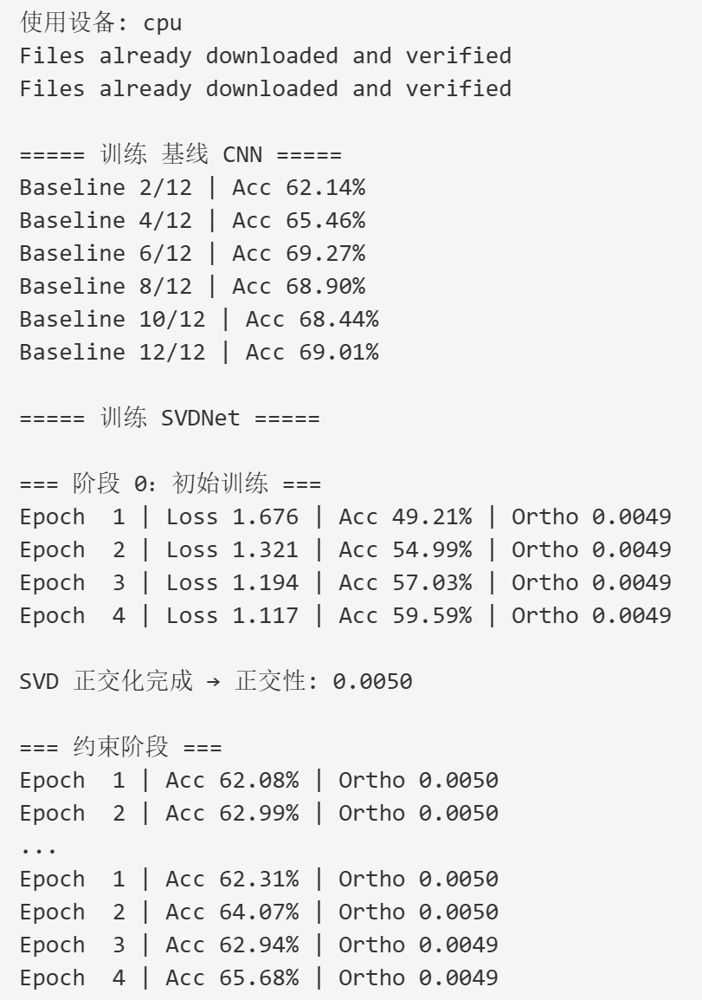 使用设备: cpu
Files already downloaded and verified
Files already downloaded and verified
===== 训练 基线 CNN =====
Baseline 2/12 | Acc 62.14%
Baseline 4/12 | Acc 65.46%
Baseline 6/12 | Acc 69.27%
Baseline 8/12 | Acc 68.90%
Baseline 10/12 | Acc 68.44%
Baseline 12/12 | Acc 69.01%
===== 训练 SVDNet =====
=== 阶段 0：初始训练 ===
Epoch  1 | Loss 1.676 | Acc 49.21% | Ortho 0.0049
Epoch  2 | Loss 1.321 | Acc 54.99% | Ortho 0.0049
Epoch  3 | Loss 1.194 | Acc 57.03% | Ortho 0.0049
Epoch  4 | Loss 1.117 | Acc 59.59% | Ortho 0.0049
SVD 正交化完成 → 正交性: 0.0050
=== 约束阶段 ===
Epoch  1 | Acc 62.08% | Ortho 0.0050
Epoch  2 | Acc 62.99% | Ortho 0.0050
...
Epoch  1 | Acc 62.31% | Ortho 0.0050
Epoch  2 | Acc 64.07% | Ortho 0.0050
Epoch  3 | Acc 62.94% | Ortho 0.0049
Epoch  4 | Acc 65.68% | Ortho 0.0049